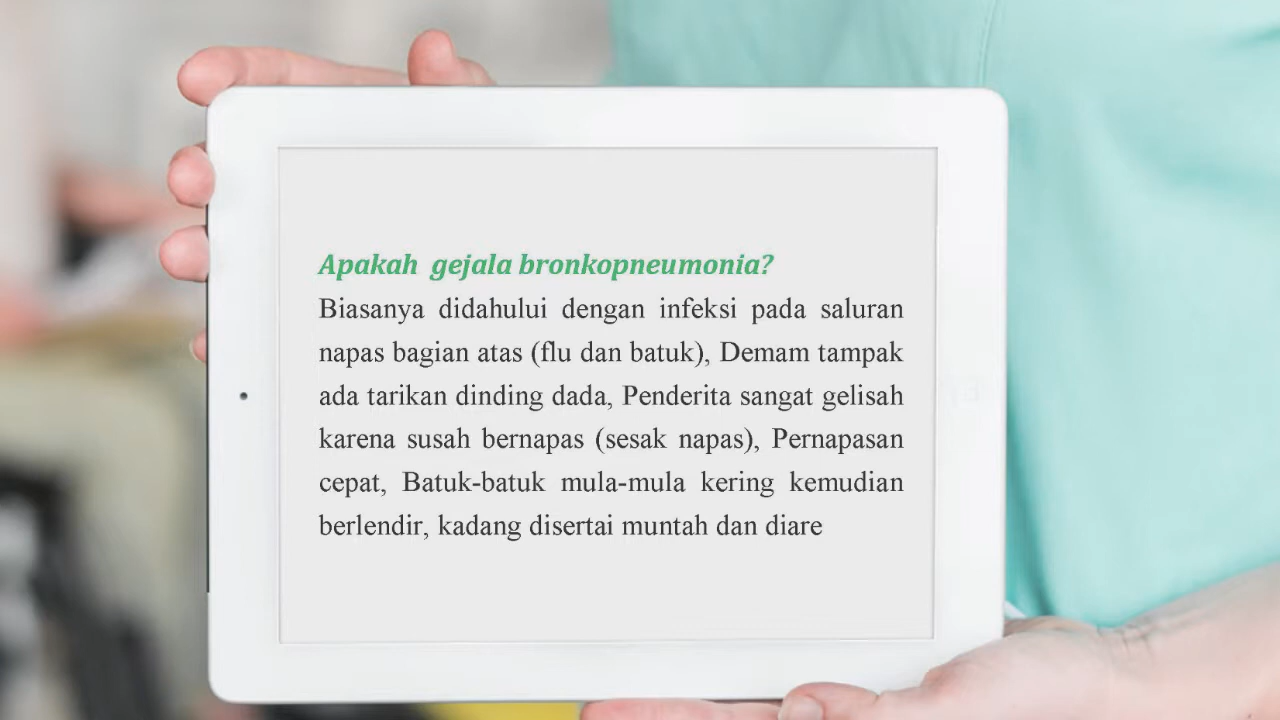 Apakah gejala bronkopneumonia?
Biasanya didahului dengan infeksi pada saluran
napas bagian atas (flu dan batuk), Demam tampak
ada tarikan dinding dada, Penderita sangat gelisah
karena susah bernapas (sesak napas), Pernapasan
cepat, Batuk-batuk mula-mula kering kemudian
berlendir, kadang disertai muntah dan diare